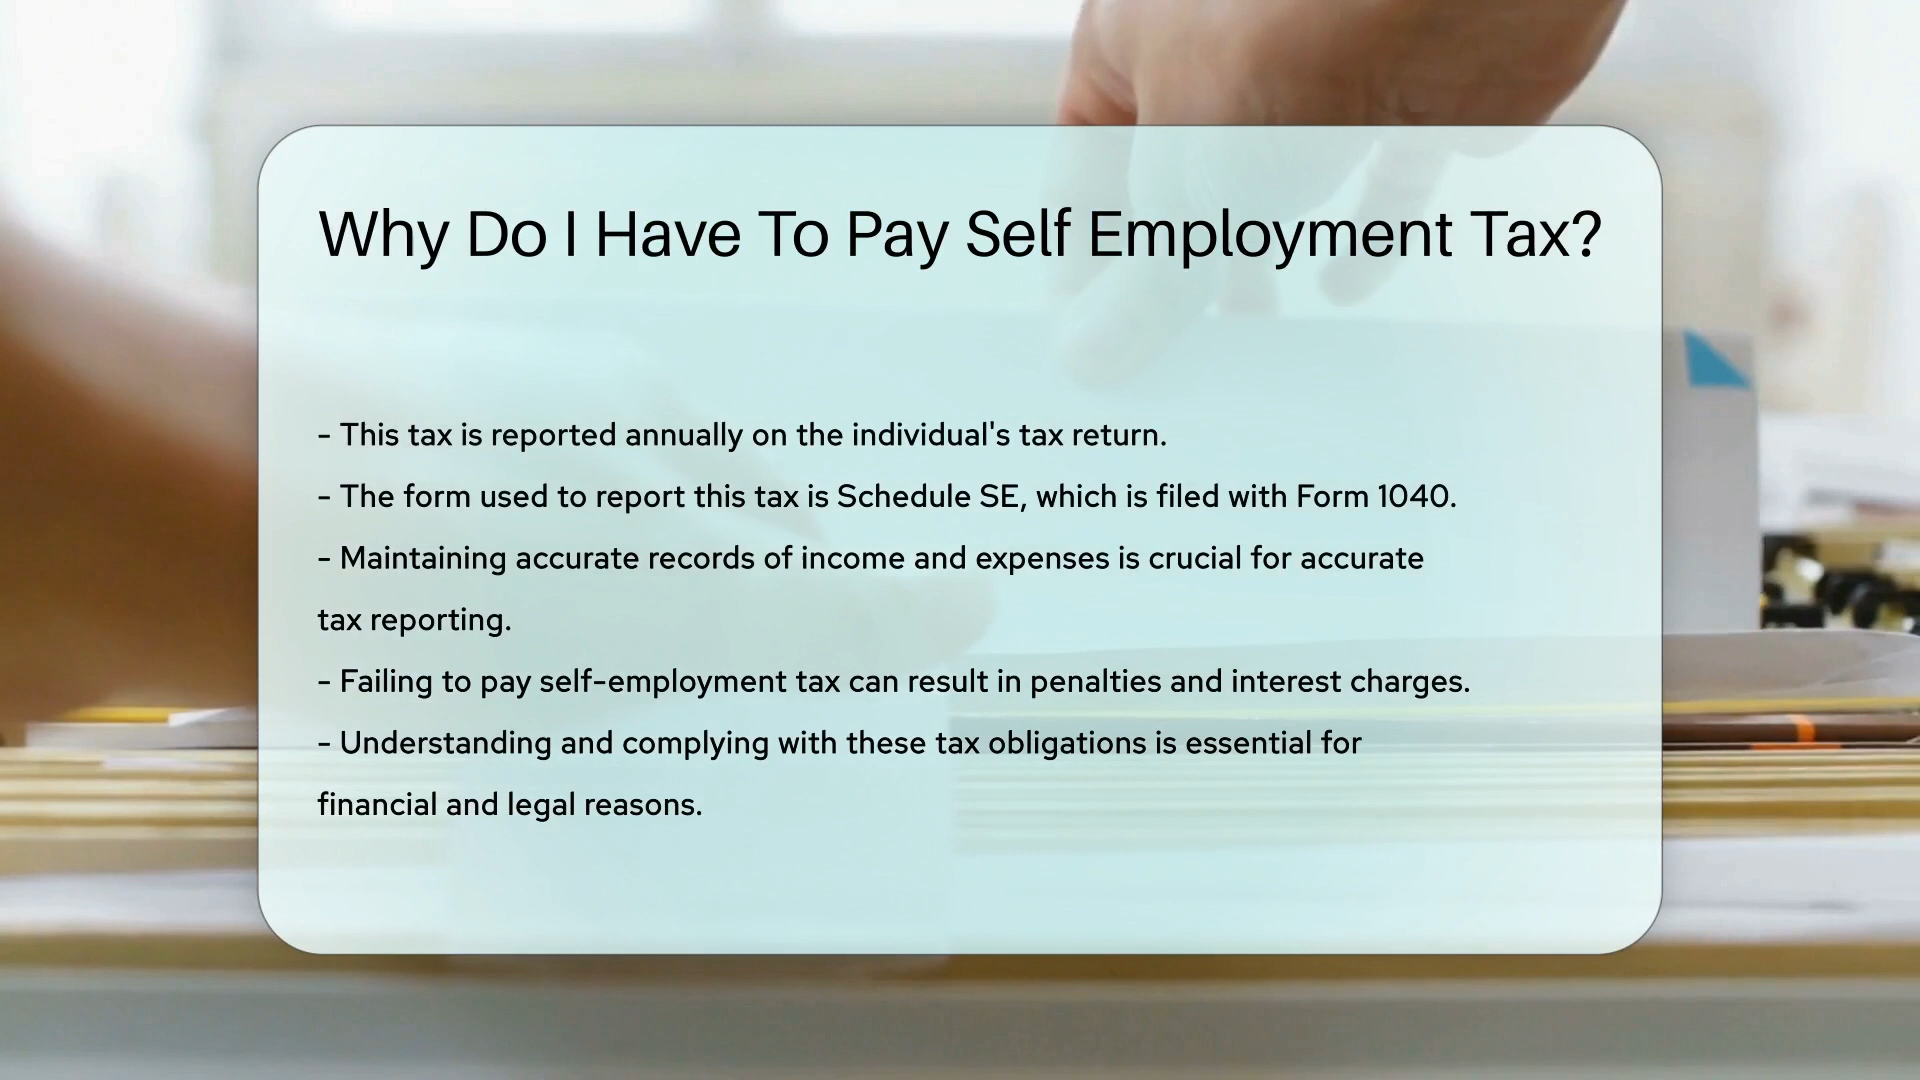 Why Do I Have To Pay Self Employment Tax?
- This tax is reported annually on the individual's tax return.
- The form used to report this tax is Schedule SE, which is filed with Form 1040.
- Maintaining accurate records of income and expenses is crucial for accurate
tax reporting.
- Failing to pay self-employment tax can result in penalties and interest charges.
- Understanding and complying with these tax obligations is essential for
financial and legal reasons.